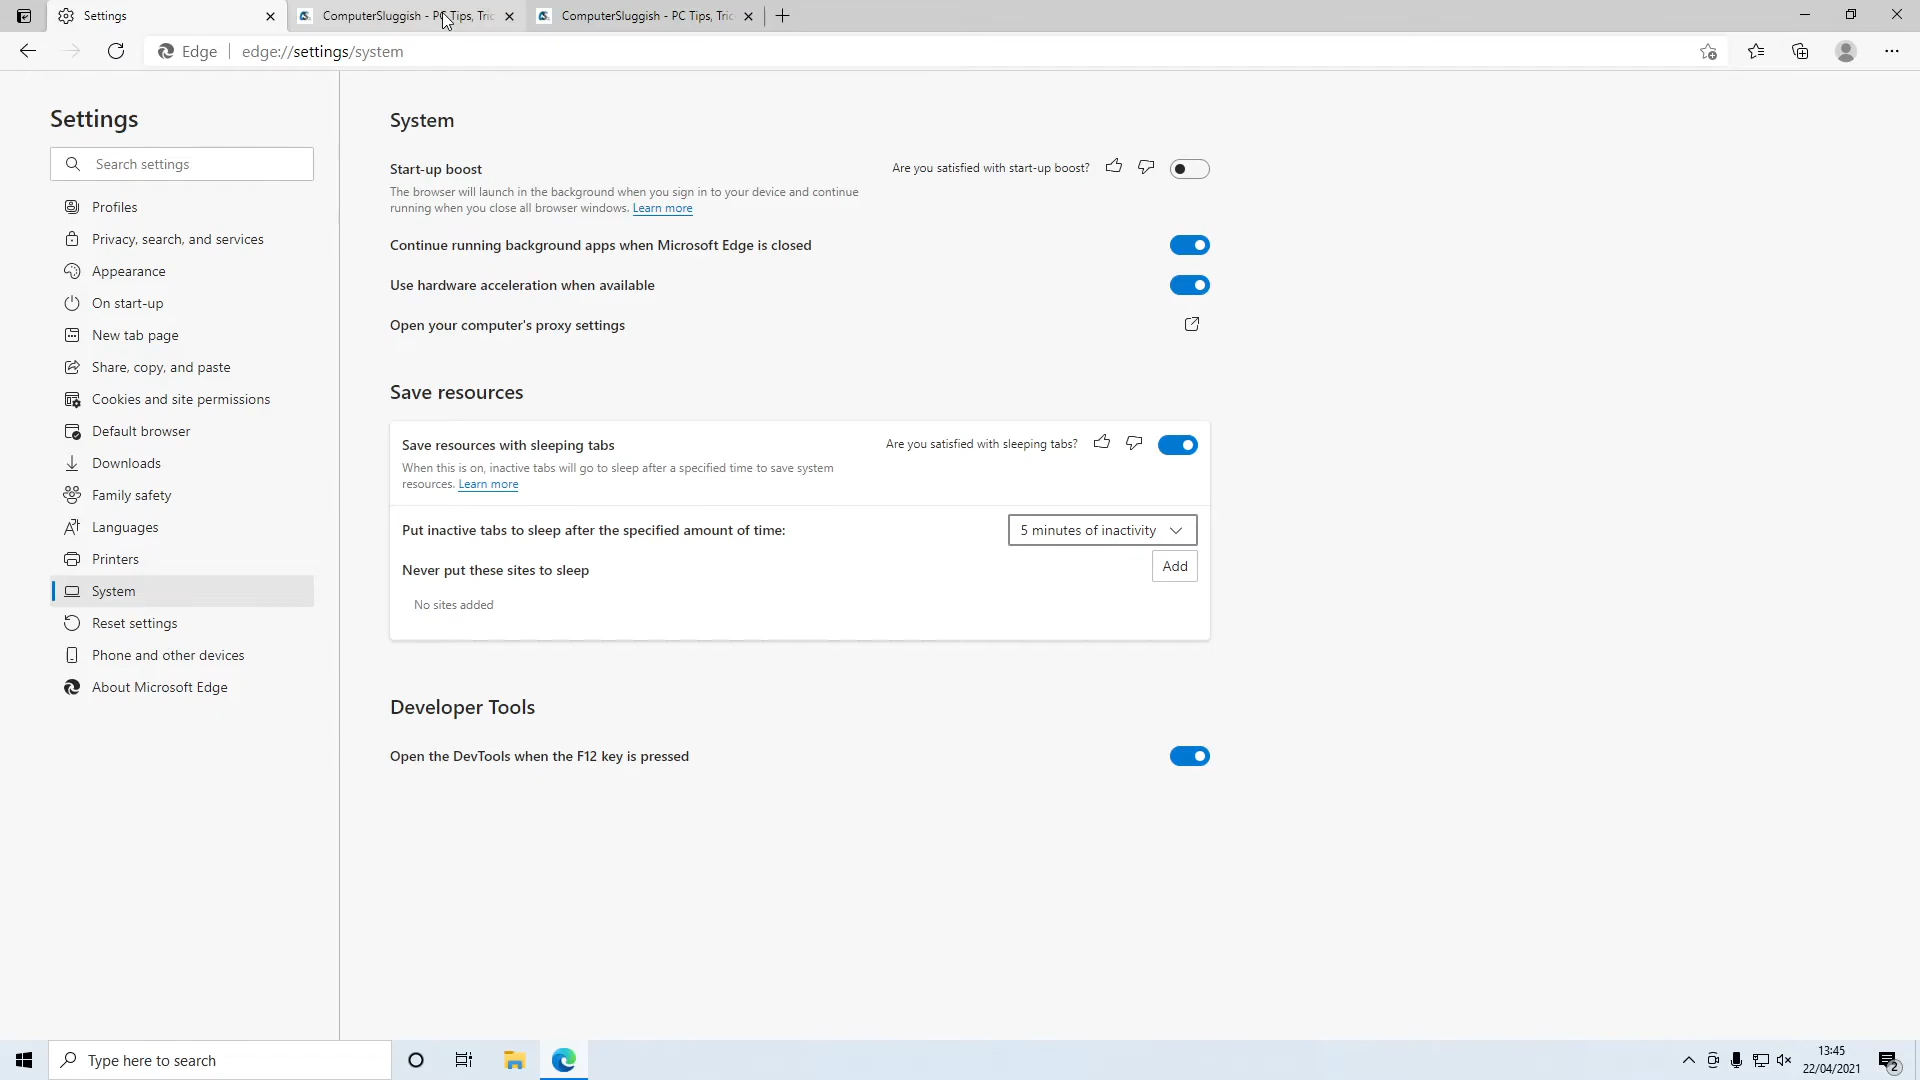 Settings
ComputerSluggish - PC Tips, Tric
ComputerSluggish - PC Tips, Tric
Edge
edge://settings/system
Settings
Search settings
Profiles
Privacy, search, and services
Appearance
On start-up
New tab page
Share, copy, and paste
Cookies and site permissions
Default browser
Downloads
Family safety
Languages
Printers
System
Reset settings
Phone and other devices
About Microsoft Edge
System
Start-up boost
Are you satisfied with start-up boost?
The browser will launch in the background when you sign in to your device and continue
running when you close all browser windows. Learn more
Continue running background apps when Microsoft Edge is closed
Use hardware acceleration when available
Open your computer's proxy settings
Save resources
Save resources with sleeping tabs
Are you satisfied with sleeping tabs?
When this is on, inactive tabs will go to sleep after a specified time to save system
resources. Learn more
Put inactive tabs to sleep after the specified amount of time:
5 minutes of inactivity
Never put these sites to sleep
Add
No sites added
Developer Tools
Open the DevTools when the F12 key is pressed
Type here to search
13:45
22/04/2021
2